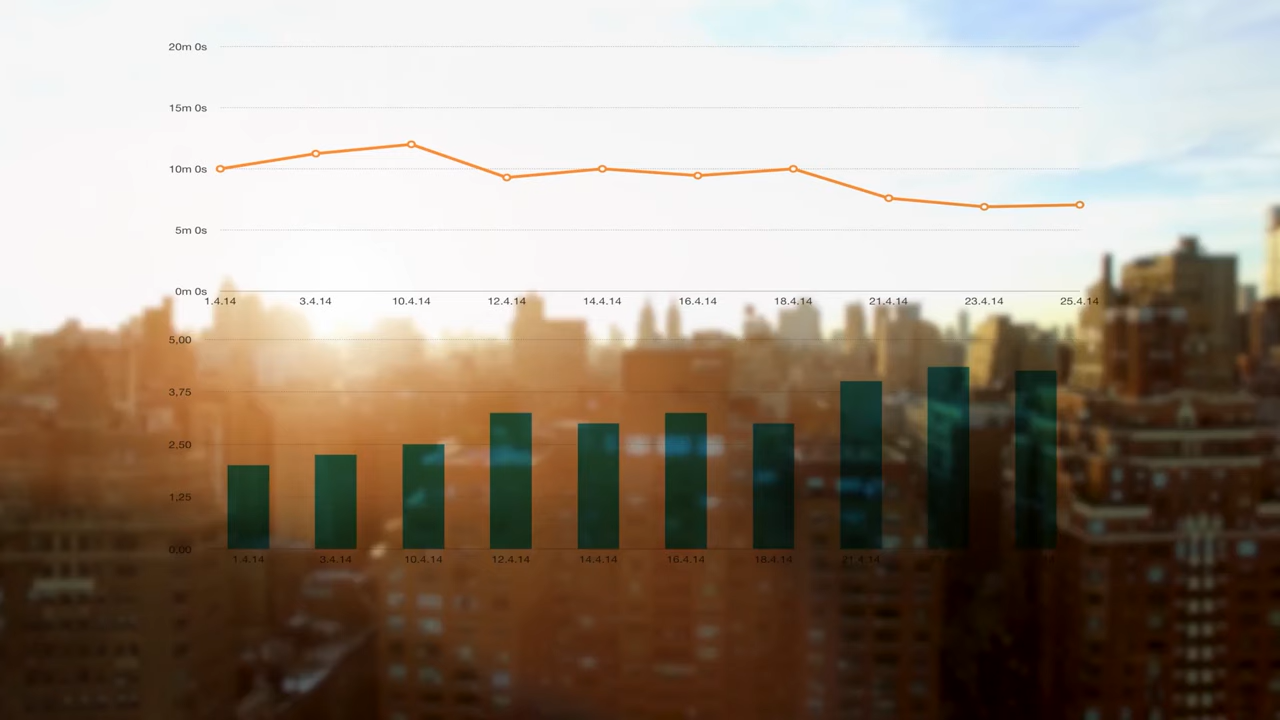 20m 0s
15m 0s
10m 0s
5m 0s
0m 0s
1.4.14 3.4.14 10.4.14 12.4.14 14.4.14 16.4.14 18.4.14 21.4.14 23.4.14 25.4.14
5,00
3,75
2,50
1,25
0,00
1.4.14 3.4.14 10.4.14 12.4.14 14.4.14 16.4.14 18.4.14 21.4.14